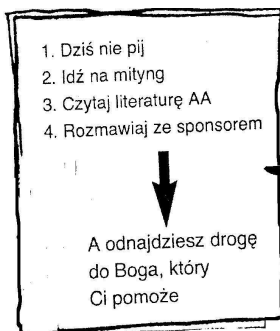 1. Dziś nie pij
2. Idź na mityng
3. Czytaj literaturę AA
4. Rozmawiaj ze sponsorem
A odnajdziesz drogę
do Boga, który
Ci pomoże